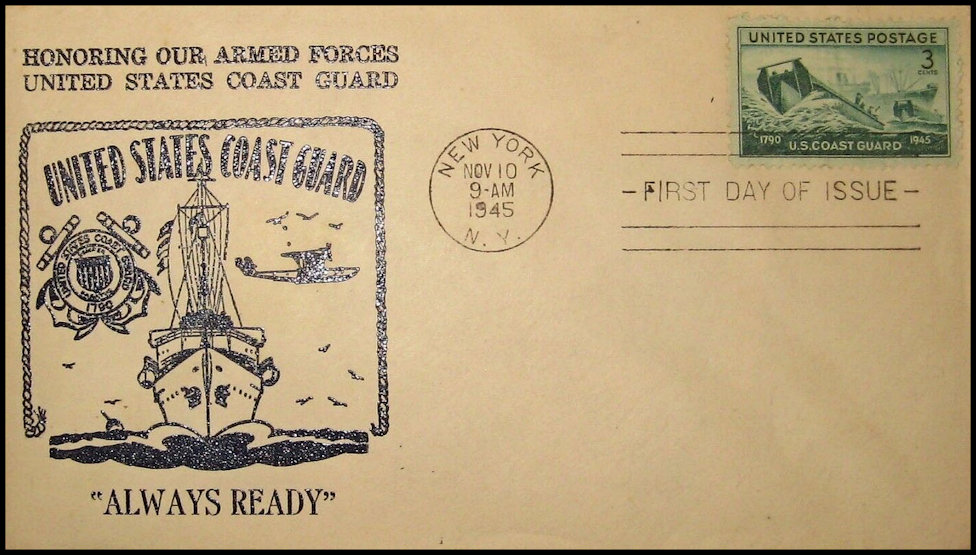 HONORING OUR ARMED FORCES
UNITED STATES COAST GUARD
UNITED STATES COAST GUARD
UNITED STATES COAST GUARD
1790
"ALWAYS READY"
NEW YORK
NOV 10
9-AM
1945
N. Y.
UNITED STATES POSTAGE
3
CENTS
1790 1945
U.S. COAST GUARD
- FIRST DAY OF ISSUE -